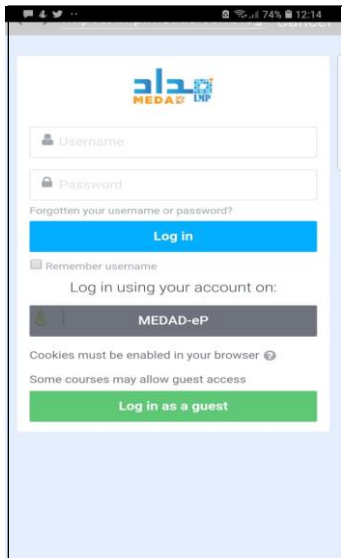 74% 12:14
Cancel
مداد
MEDAD IMP
Username
Password
Forgotten your username or password?
Log in
Remember username
Log in using your account on:
MEDAD-eP
Cookies must be enabled in your browser
Some courses may allow guest access
Log in as a guest